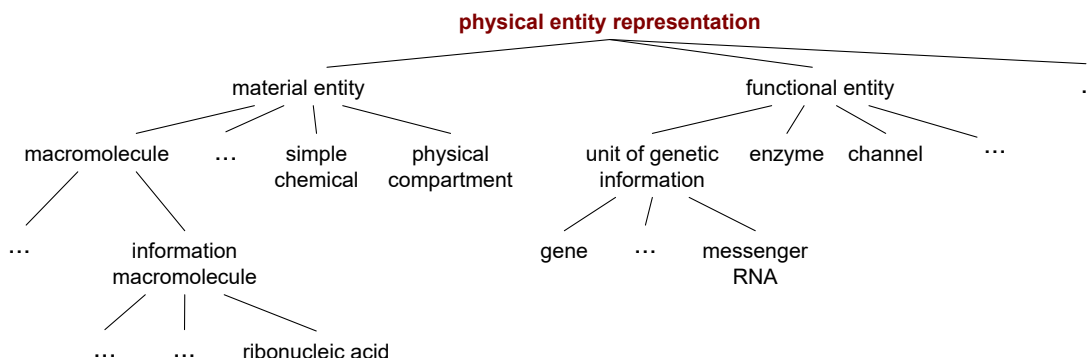 physical entity representation
material entity
functional entity
.
macromolecule
...
simple
chemical
physical
compartment
unit of genetic
information
enzyme
channel
...
...
information
macromolecule
gene
...
messenger
RNA
...
...
ribonucleic acid